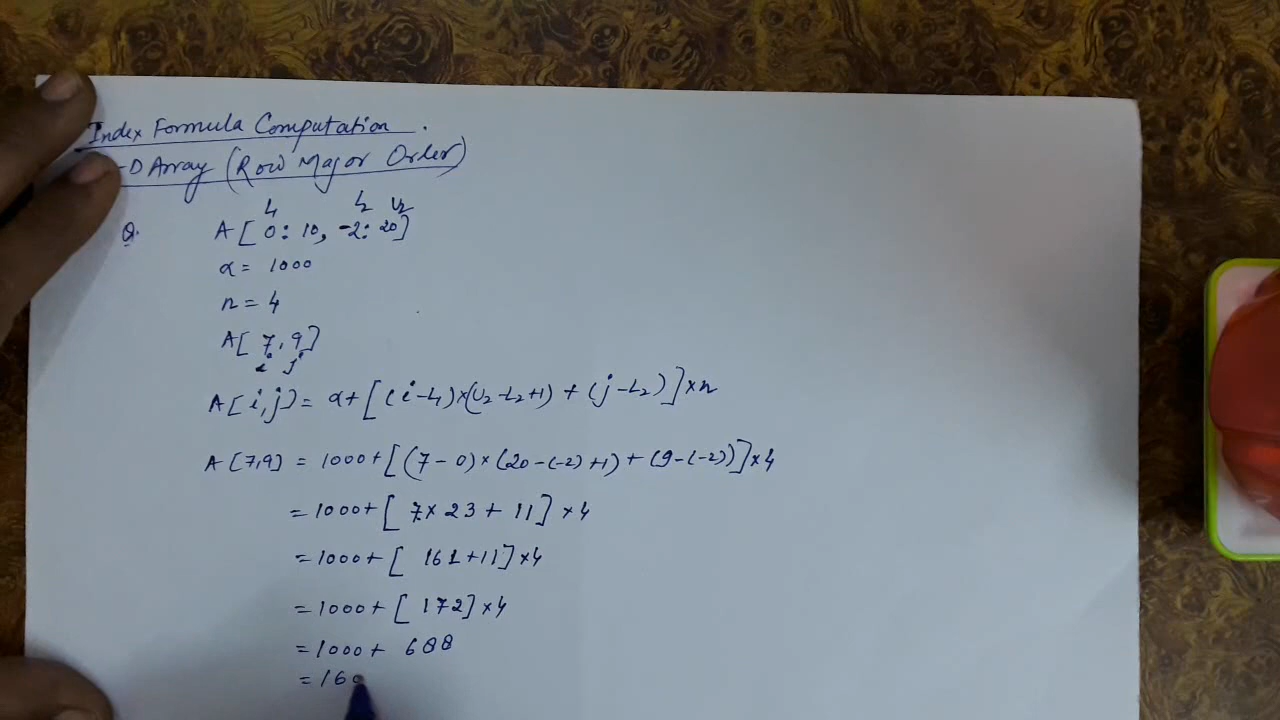 Index Formula Computation.
-D Array (Row Major Order)
L₁ L₂ U₂
Q. A[0:10, -2:20]
α = 1000
n = 4
A[7,9]
i j
A[i,j] = α+[(i-L₁)×(U₂-L₂+1)+(j-L₂)]×n
A[7,9] = 1000+[(7-0)×(20-(-2)+1)+(9-(-2))]×4
=1000+[7×23+11]×4
=1000+[161+11]×4
=1000+[172]×4
=1000+ 688
=16